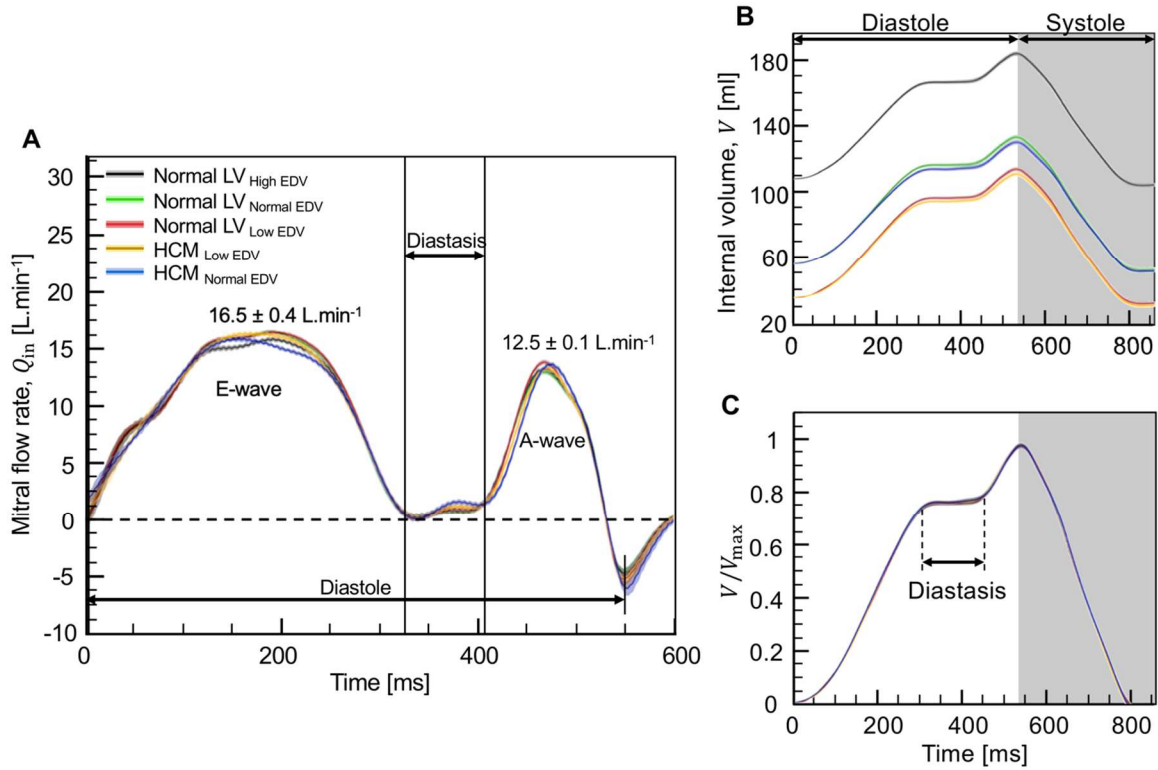 A
Mitral flow rate, Q_in [L.min⁻¹]
30
25
20
15
10
5
0
-5
-10
Normal LV High EDV
Normal LV Normal EDV
Normal LV Low EDV
HCM Low EDV
HCM Normal EDV
Diastasis
16.5 ± 0.4 L.min⁻¹
12.5 ± 0.1 L.min⁻¹
E-wave
A-wave
Diastole
0 200 400 600
Time [ms]
B
Diastole Systole
Internal volume, V [ml]
180
140
100
60
20
0 200 400 600 800
C
V/V_max
1
0.8
0.6
0.4
0.2
0
Diastasis
0 200 400 600 800
Time [ms]